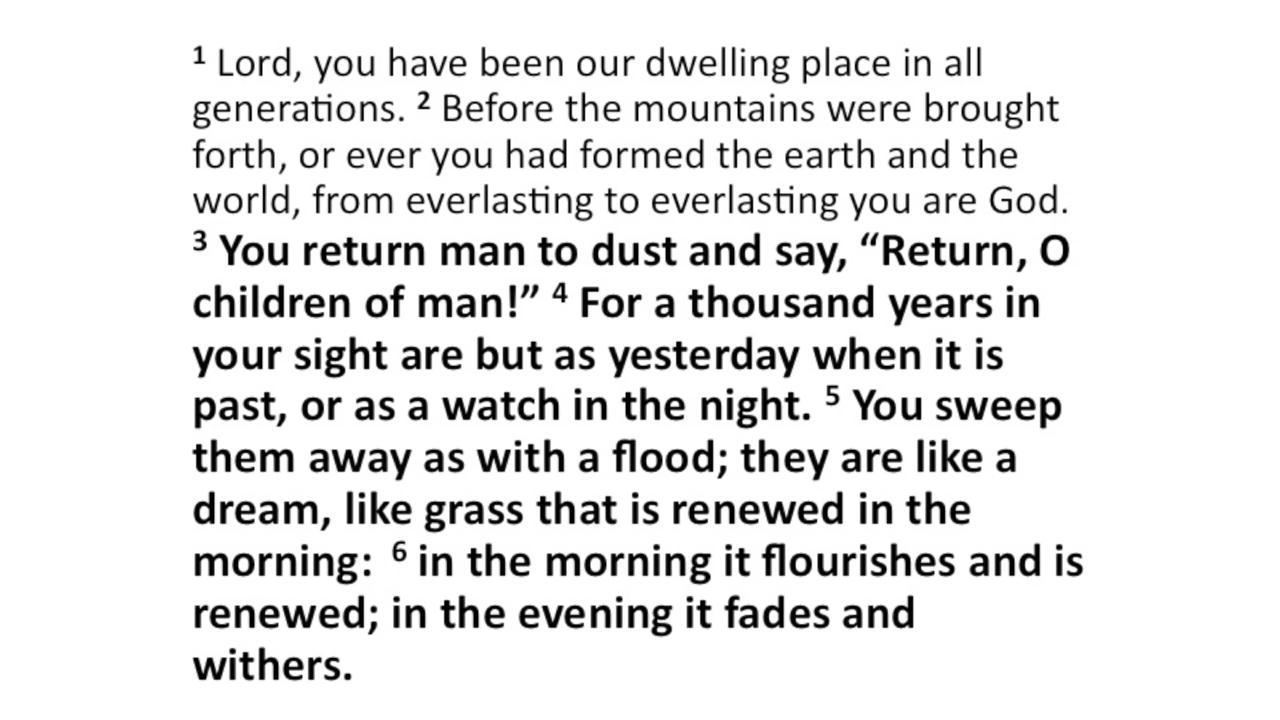 1 Lord, you have been our dwelling place in all
generations. 2 Before the mountains were brought
forth, or ever you had formed the earth and the
world, from everlasting to everlasting you are God.
3 You return man to dust and say, “Return, O
children of man!” 4 For a thousand years in
your sight are but as yesterday when it is
past, or as a watch in the night. 5 You sweep
them away as with a flood; they are like a
dream, like grass that is renewed in the
morning: 6 in the morning it flourishes and is
renewed; in the evening it fades and
withers.